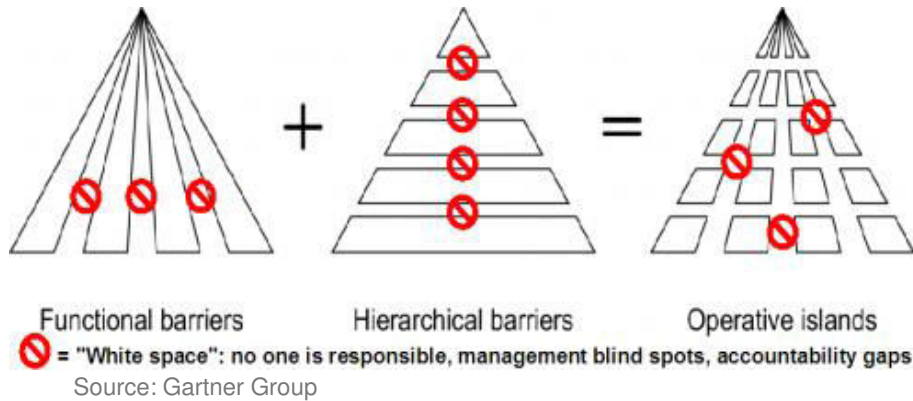 +
=
Functional barriers Hierarchical barriers Operative islands
= "White space": no one is responsible, management blind spots, accountability gaps
Source: Gartner Group